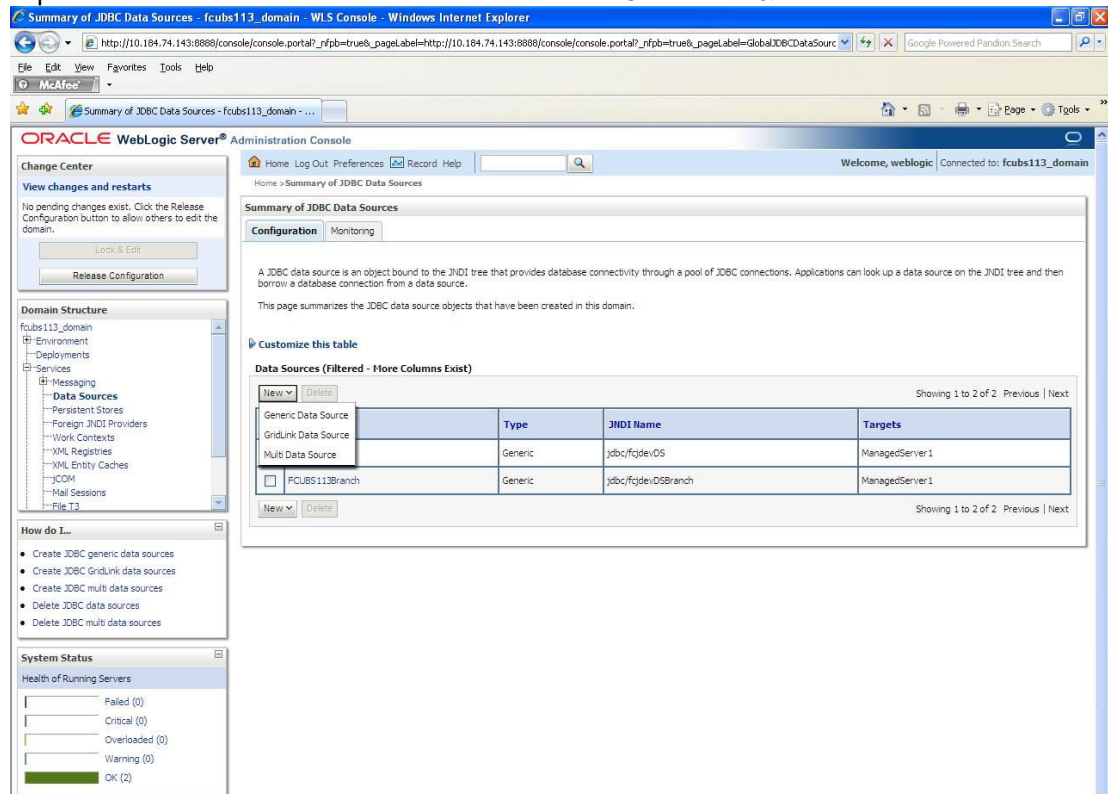 Summary of JDBC Data Sources - fcubs113_domain - WLS Console - Windows Internet Explorer
http://10.184.74.143:8888/console/console.portal?_nfpb=true&_pageLabel=http://10.184.74.143:8888/console/console.portal?_nfpb=true&_pageLabel=GlobalJDBCDataSourc
Google Powered Pandion Search
File Edit View Favorites Tools Help
McAfee
Summary of JDBC Data Sources - fcubs113_domain - ...
Page Tools
ORACLE WebLogic Server® Administration Console
Change Center
View changes and restarts
No pending changes exist. Click the Release
Configuration button to allow others to edit the
domain.
Lock & Edit
Release Configuration
Domain Structure
fcubs113_domain
Environment
Deployments
Services
Messaging
Data Sources
Persistent Stores
Foreign JNDI Providers
Work Contexts
XML Registries
XML Entity Caches
jCOM
Mail Sessions
File T3
How do I...
Create JDBC generic data sources
Create JDBC GridLink data sources
Create JDBC multi data sources
Delete JDBC data sources
Delete JDBC multi data sources
System Status
Health of Running Servers
Failed (0)
Critical (0)
Overloaded (0)
Warning (0)
OK (2)
Home Log Out Preferences Record Help
Welcome, weblogic Connected to: fcubs113_domain
Home >Summary of JDBC Data Sources
Summary of JDBC Data Sources
Configuration Monitoring
A JDBC data source is an object bound to the JNDI tree that provides database connectivity through a pool of JDBC connections. Applications can look up a data source on the JNDI tree and then
borrow a database connection from a data source.
This page summarizes the JDBC data source objects that have been created in this domain.
Customize this table
Data Sources (Filtered - More Columns Exist)
New Delete Showing 1 to 2 of 2 Previous | Next
Generic Data Source
GridLink Data Source
Multi Data Source
Type JNDI Name Targets
Generic jdbc/fcjdevDS ManagedServer1
FCUBS113Branch Generic jdbc/fcjdevDSBranch ManagedServer1
New Delete Showing 1 to 2 of 2 Previous | Next